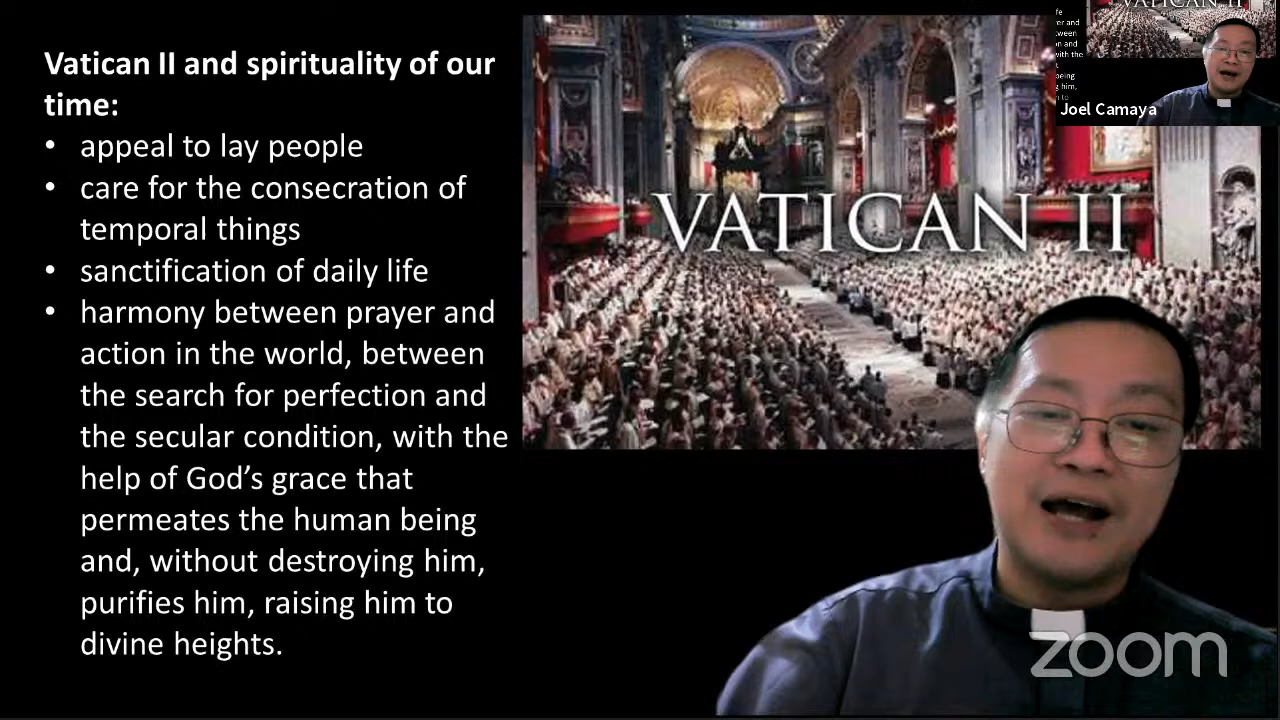 Vatican II and spirituality of our
time:
• appeal to lay people
• care for the consecration of
temporal things
• sanctification of daily life
• harmony between prayer and
action in the world, between
the search for perfection and
the secular condition, with the
help of God’s grace that
permeates the human being
and, without destroying him,
purifies him, raising him to
divine heights.
VATICAN II
Joel Camaya
zoom